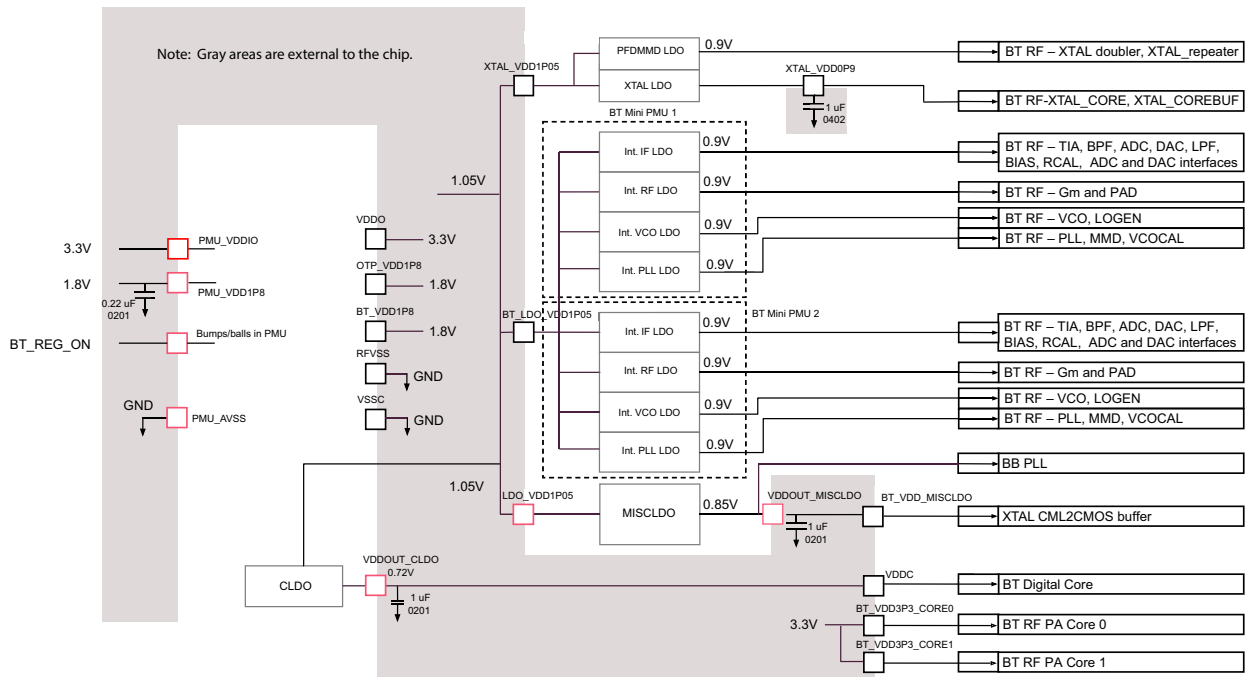 Note: Gray areas are external to the chip.
PFDMMD LDO
0.9V
BT RF – XTAL doubler, XTAL_repeater
XTAL_VDD1P05
XTAL LDO
XTAL_VDD0P9
1 uF
0402
BT RF-XTAL_CORE, XTAL_COREBUF
BT Mini PMU 1
1.05V
Int. IF LDO
0.9V
BT RF – TIA, BPF, ADC, DAC, LPF,
BIAS, RCAL, ADC and DAC interfaces
Int. RF LDO
0.9V
BT RF – Gm and PAD
Int. VCO LDO
0.9V
BT RF – VCO, LOGEN
Int. PLL LDO
0.9V
BT RF – PLL, MMD, VCOCAL
3.3V
PMU_VDDIO
1.8V
0.22 uF
0201
PMU_VDD1P8
BT_REG_ON
Bumps/balls in PMU
GND
PMU_AVSS
VDDO
3.3V
OTP_VDD1P8
1.8V
BT_VDD1P8
1.8V
RFVSS
GND
VSSC
GND
BT_LDO_VDD1P05
BT Mini PMU 2
Int. IF LDO
0.9V
BT RF – TIA, BPF, ADC, DAC, LPF,
BIAS, RCAL, ADC and DAC interfaces
Int. RF LDO
0.9V
BT RF – Gm and PAD
Int. VCO LDO
0.9V
BT RF – VCO, LOGEN
Int. PLL LDO
0.9V
BT RF – PLL, MMD, VCOCAL
BB PLL
1.05V
LDO_VDD1P05
MISCLDO
0.85V
VDDOUT_MISCLDO
1 uF
0201
BT_VDD_MISCLDO
XTAL CML2CMOS buffer
CLDO
VDDOUT_CLDO
0.72V
1 uF
0201
VDDC
BT Digital Core
3.3V
BT_VDD3P3_CORE0
BT RF PA Core 0
BT_VDD3P3_CORE1
BT RF PA Core 1